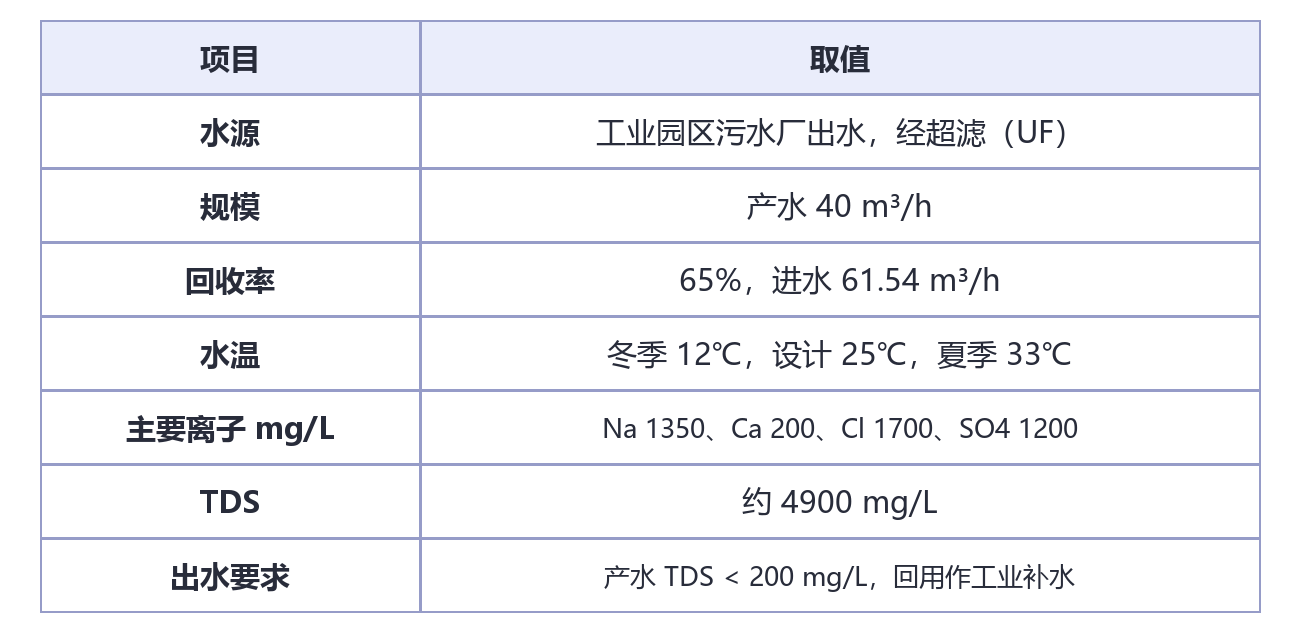 项目 取值
水源 工业园区污水厂出水，经超滤（UF）
规模 产水 40 m³/h
回收率 65%，进水 61.54 m³/h
水温 冬季 12℃，设计 25℃，夏季 33℃
主要离子 mg/L Na 1350、Ca 200、Cl 1700、SO4 1200
TDS 约 4900 mg/L
出水要求 产水 TDS < 200 mg/L，回用作工业补水